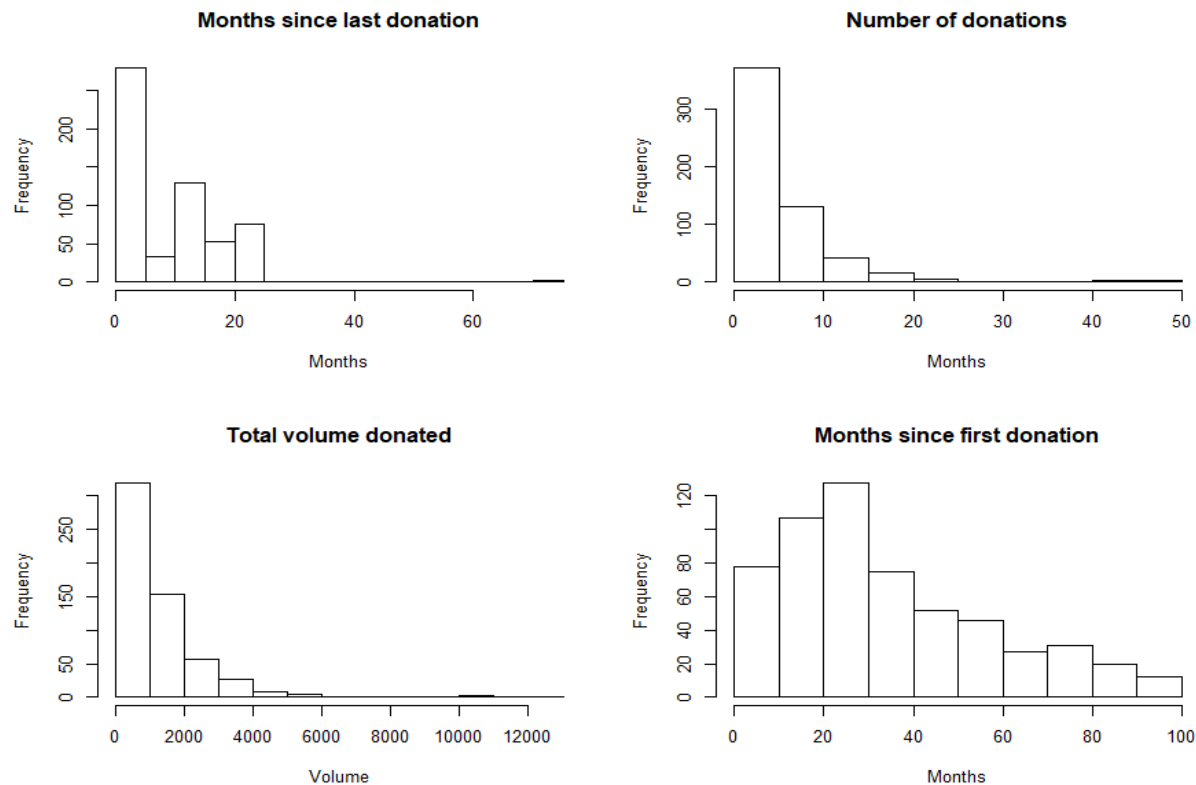 Months since last donation
Frequency
0 50 100 200
0 20 40 60
Months
Number of donations
Frequency
0 100 200 300
0 10 20 30 40 50
Months
Total volume donated
Frequency
0 50 150 250
0 2000 4000 6000 8000 10000 12000
Volume
Months since first donation
Frequency
0 20 40 60 80 120
0 20 40 60 80 100
Months